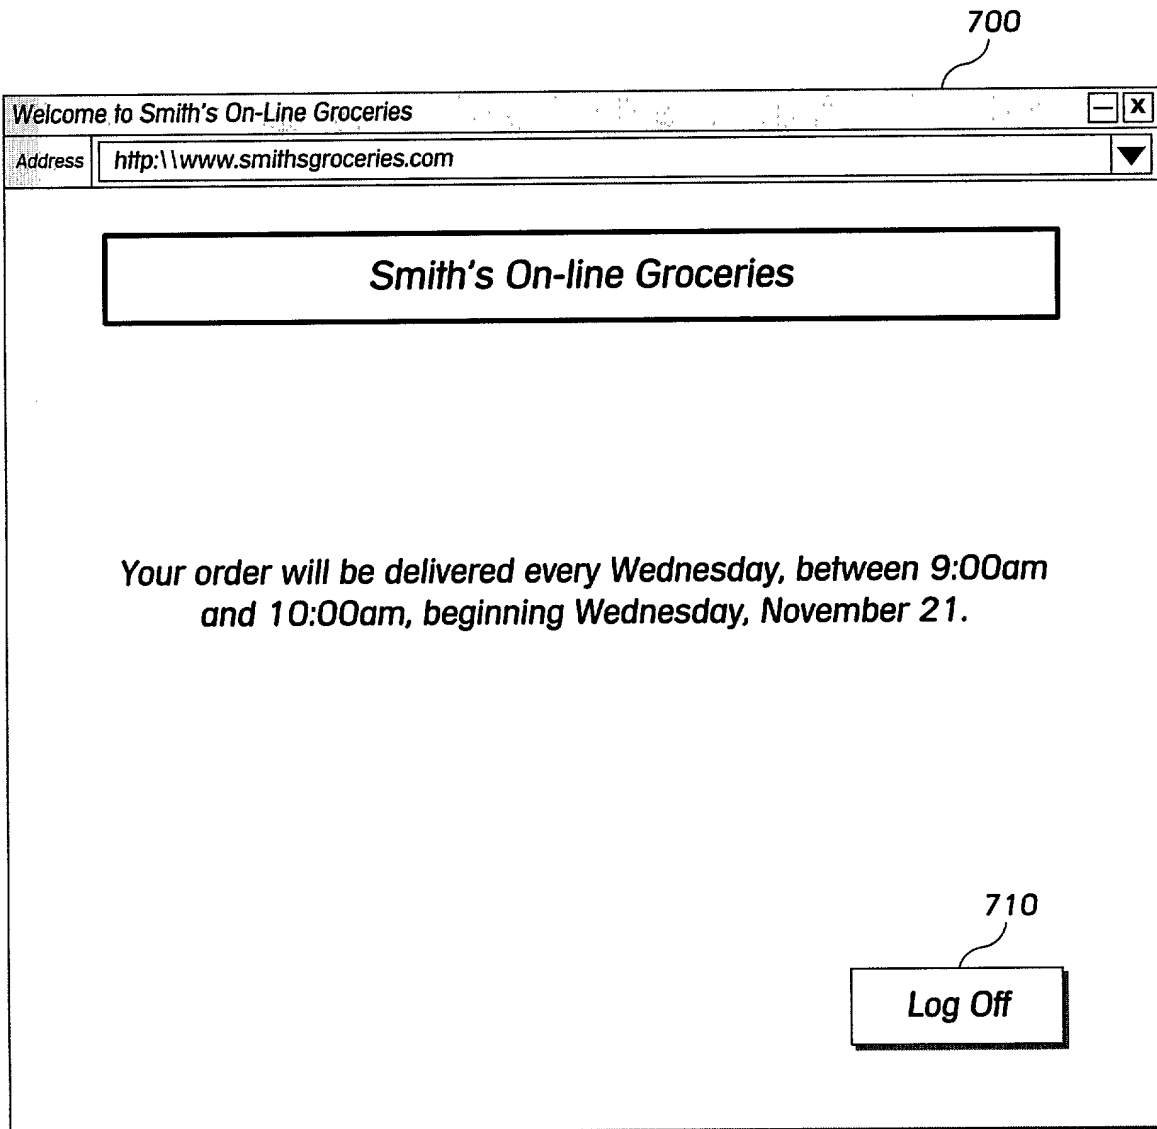 700
Welcome to Smith's On-Line Groceries
Address http:\\www.smithsgroceries.com
Smith's On-line Groceries
Your order will be delivered every Wednesday, between 9:00am
and 10:00am, beginning Wednesday, November 21.
710
Log Off